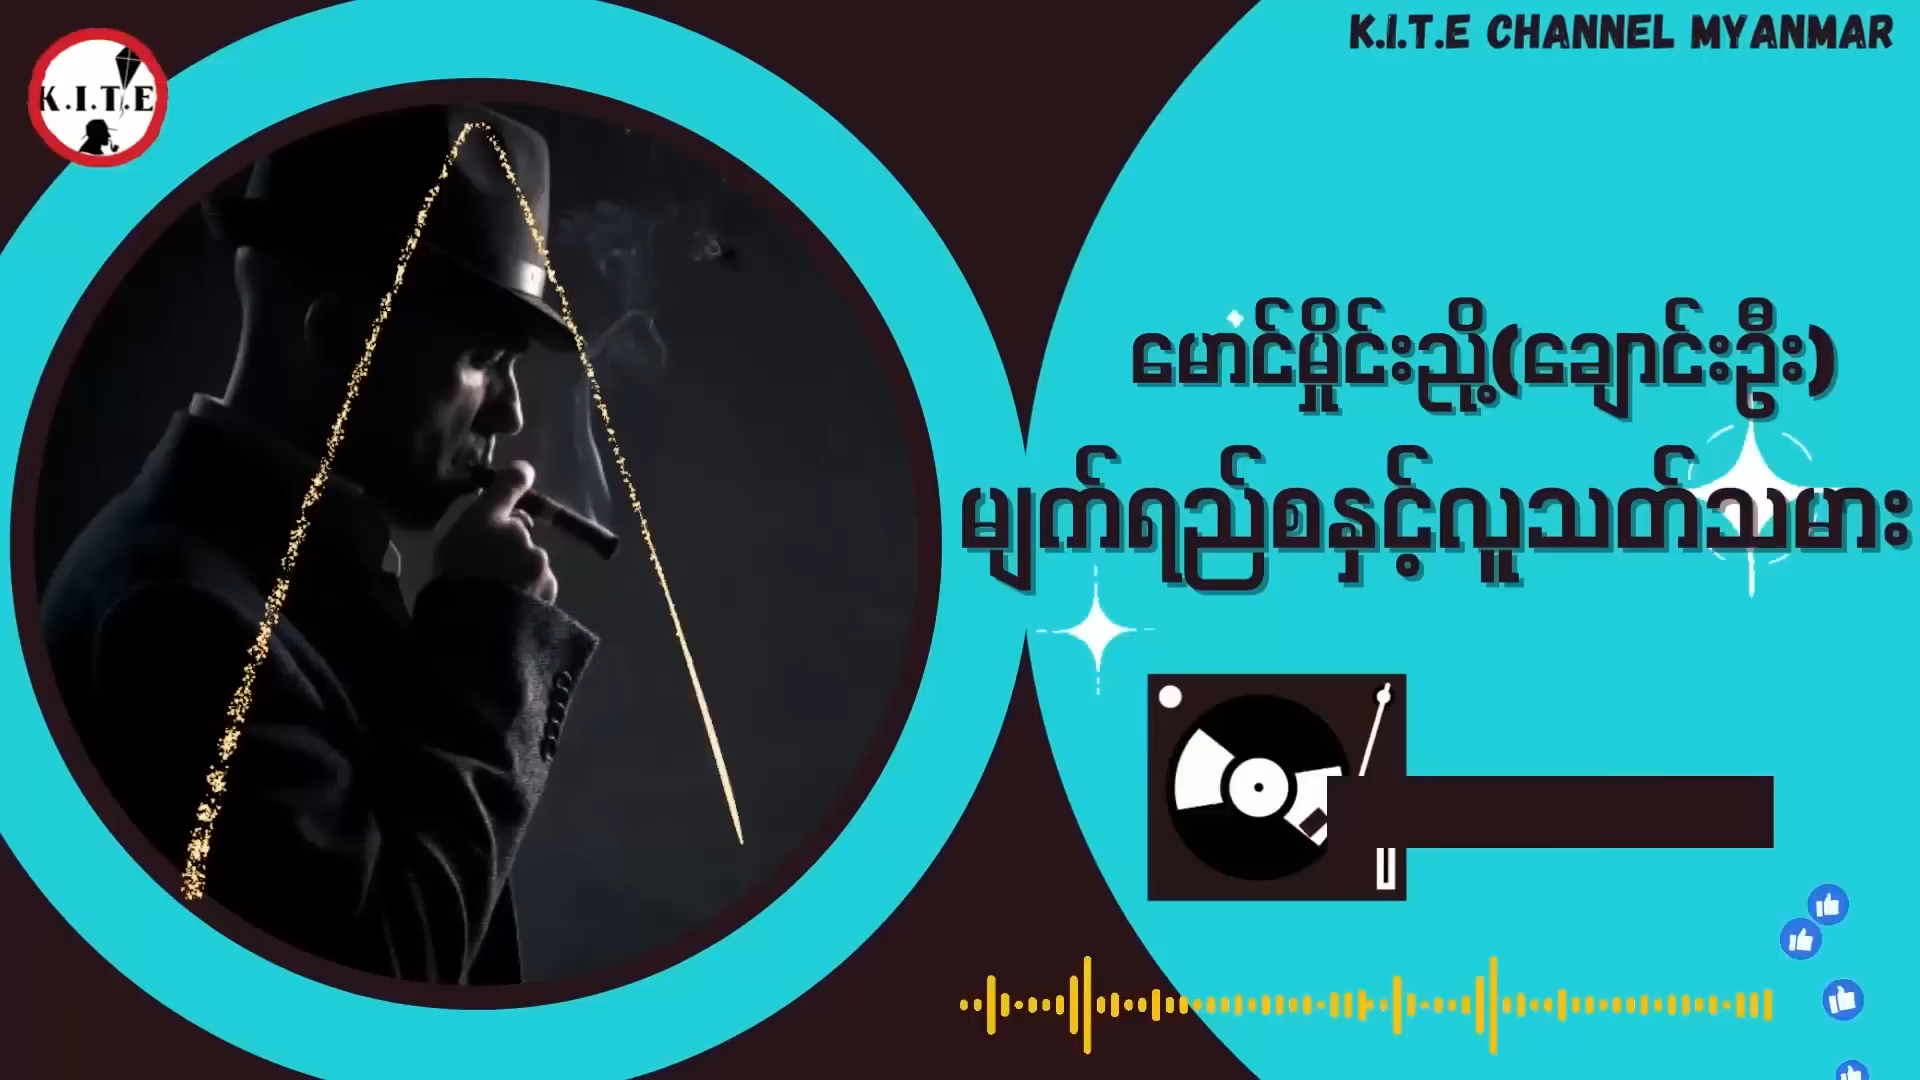 K.I.T.E CHANNEL MYANMAR
K.I.T.E
မောင်မှိုင်းညို့(ချောင်းဦး)
မျက်ရည်စနှင့်လူသတ်သမား